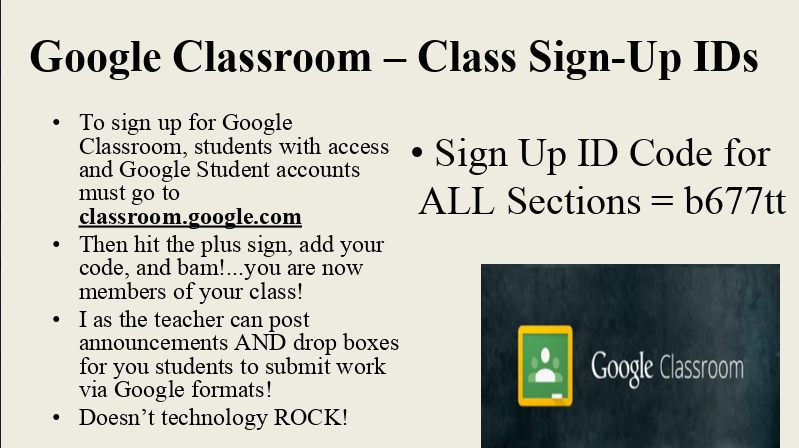 Google Classroom – Class Sign-Up IDs
• To sign up for Google
Classroom, students with access
and Google Student accounts
must go to
classroom.google.com
• Then hit the plus sign, add your
code, and bam!...you are now
members of your class!
• I as the teacher can post
announcements AND drop boxes
for you students to submit work
via Google formats!
• Doesn’t technology ROCK!
• Sign Up ID Code for
ALL Sections = b677tt
Google Classroom